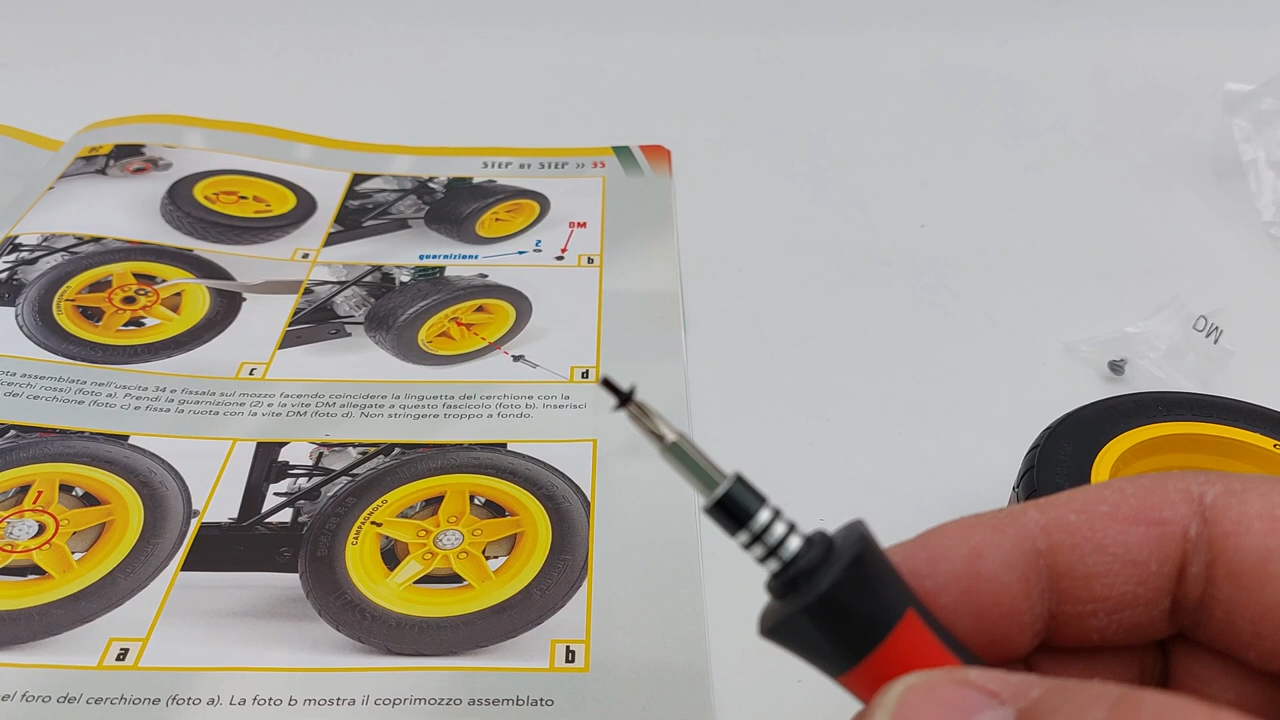 STEP BY STEP >> 35
DM
2
guarnizione
a
b
CAMPAGNOLO
c
d
ota assemblata nell'uscita 34 e fissala sul mozzo facendo coincidere la linguetta del cerchione con la
(cerchi rossi) (foto a). Prendi la guarnizione (2) e la vite DM allegate a questo fascicolo (foto b). Inserisci
del cerchione (foto c) e fissa la ruota con la vite DM (foto d). Non stringere troppo a fondo.
1
CAMPAGNOLO
a
b
el foro del cerchione (foto a). La foto b mostra il coprimozzo assemblato
DM